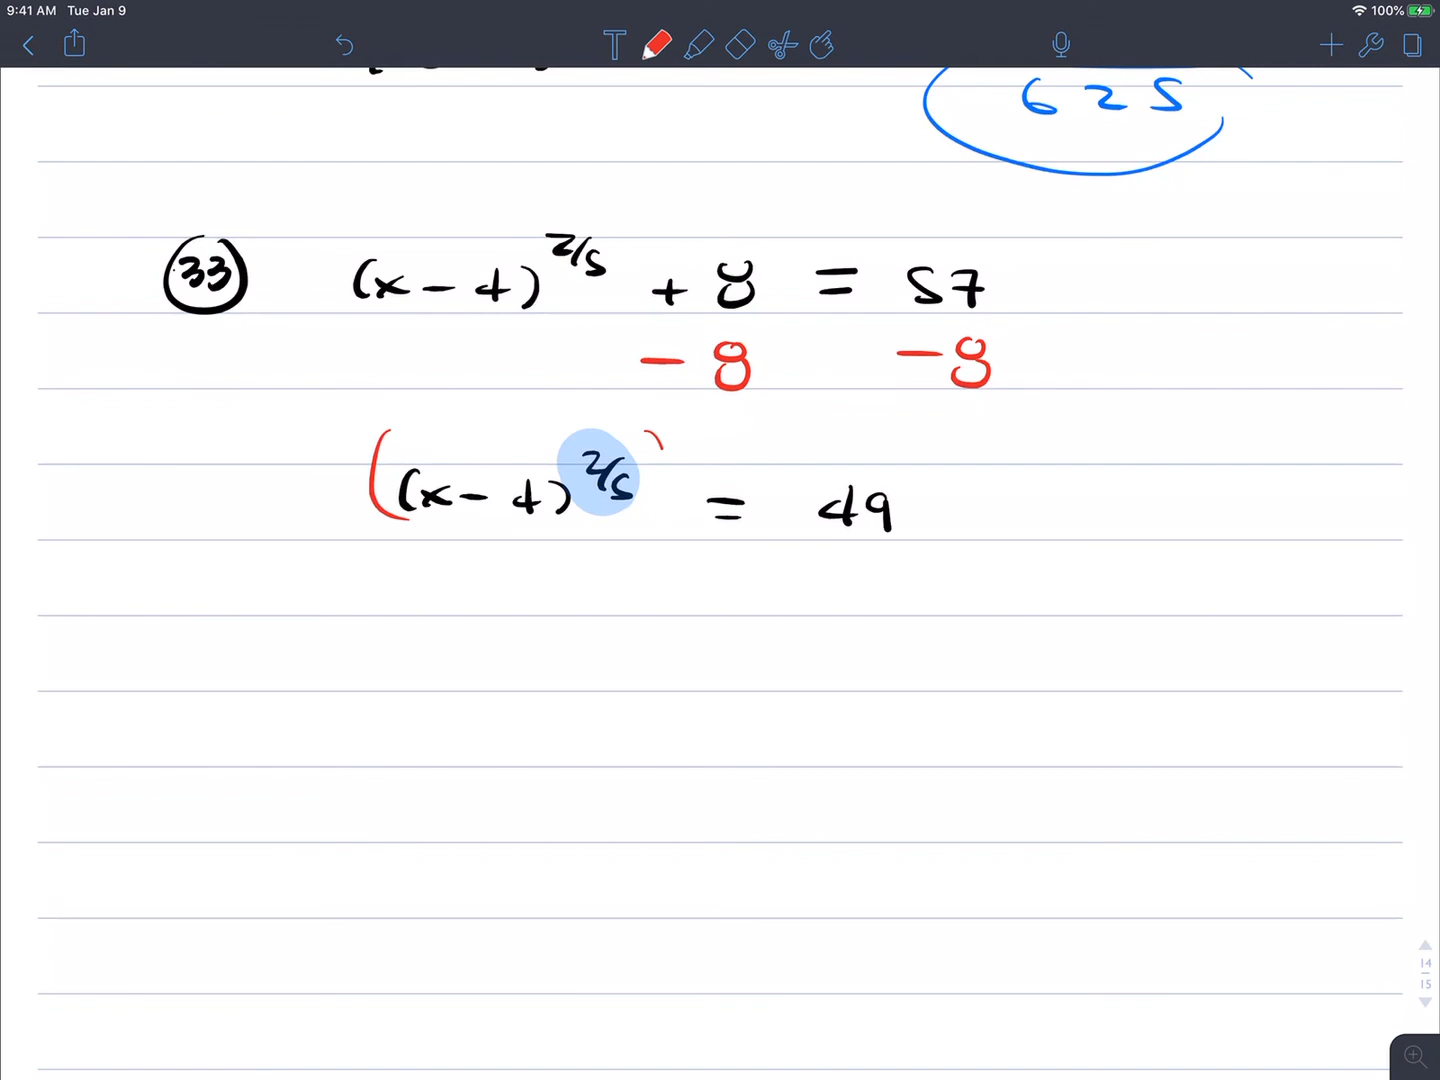 9:41 AM Tue Jan 9
100%
625
33 (x - 4)^2/5 + 8 = 57
- 8 - 8
((x - 4)^2/5) = 49
14
15